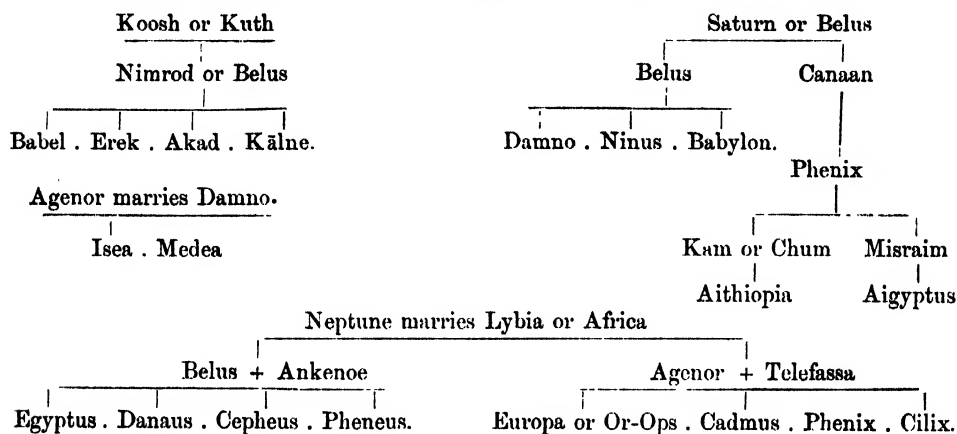 Koosh or Kuth
Nimrod or Belus
Babel . Erek . Akad . Kālne.
Agenor marries Damno.
Isea . Medea
Saturn or Belus
Belus Canaan
Damno . Ninus . Babylon.
Phenix
Kam or Chum Misraim
Aithiopia Aigyptus
Neptune marries Lybia or Africa
Belus + Ankenoe
Egyptus . Danaus . Cepheus . Pheneus.
Agenor + Telefassa
Europa or Or-Ops . Cadmus . Phenix . Cilix.